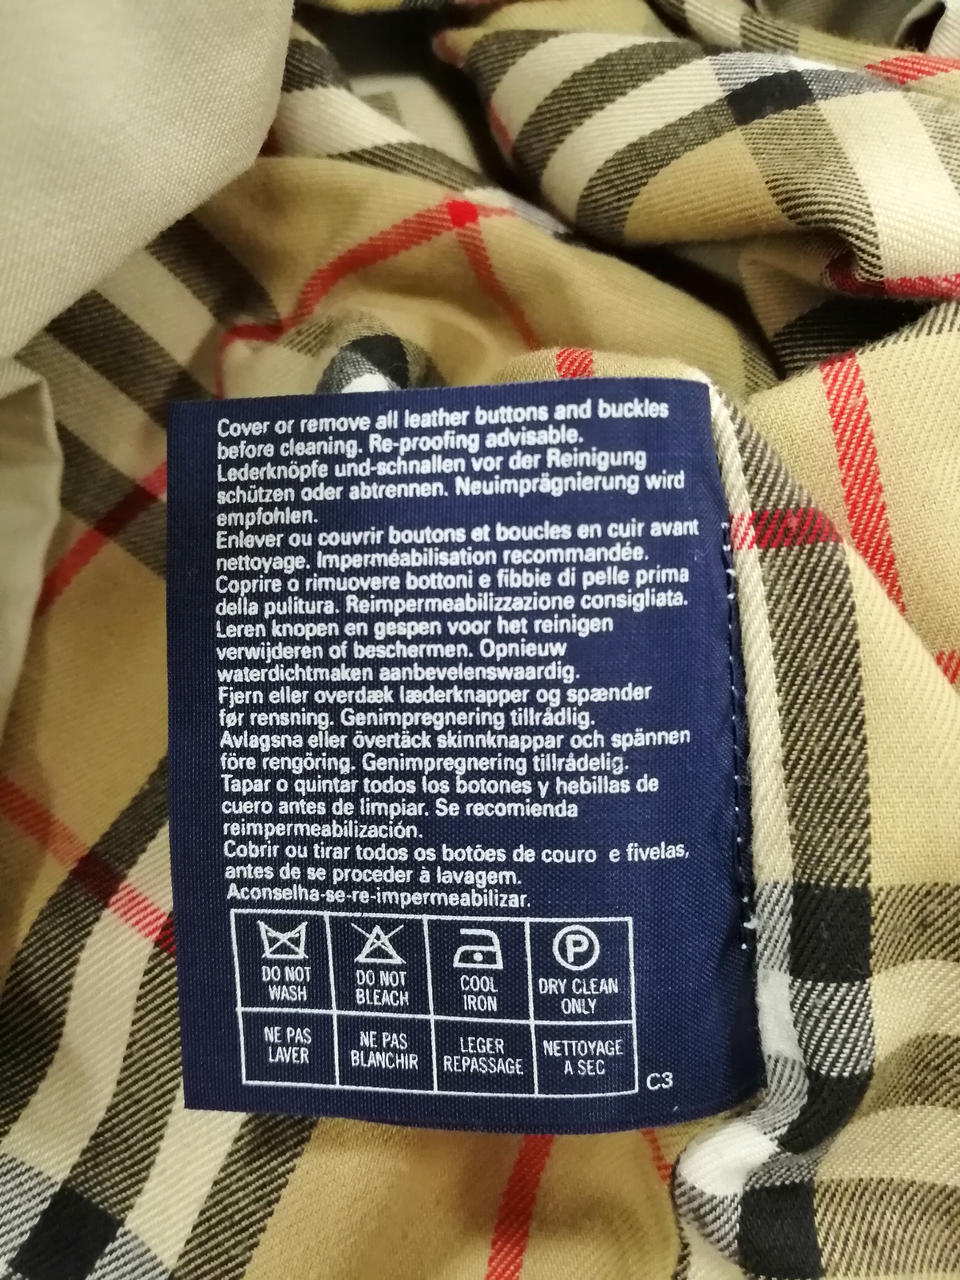 Cover or remove all leather buttons and buckles
before cleaning. Re-proofing advisable.
Lederknöpfe und-schnallen vor der Reinigung
schützen oder abtrennen. Neuimprägnierung wird
empfohlen.
Enlever ou couvrir boutons et boucles en cuir avant
nettoyage. Imperméabilisation recommandée.
Coprire o rimuovere bottoni e fibbie di pelle prima
della pulitura. Reimpermeabilizzazione consigliata.
Leren knopen en gespen voor het reinigen
verwijderen of beschermen. Opnieuw
waterdichtmaken aanbevelenswaardig.
Fjern eller overdæk læderknapper og spænder
før rensning. Genimpregnering tillrådlig.
Avlagsna eller övertäck skinnknappar och spännen
före rengöring. Genimpregnering tillrådelig.
Tapar o quintar todos los botones y hebillas de
cuero antes de limpiar. Se recomienda
reimpermeabilización.
Cobrir ou tirar todos os botões de couro e fivelas,
antes de se proceder à lavagem.
Aconselha-se-re-impermeabilizar.
P
DO NOT WASH
DO NOT BLEACH
COOL IRON
DRY CLEAN ONLY
NE PAS LAVER
NE PAS BLANCHIR
LEGER REPASSAGE
NETTOYAGE A SEC
C3